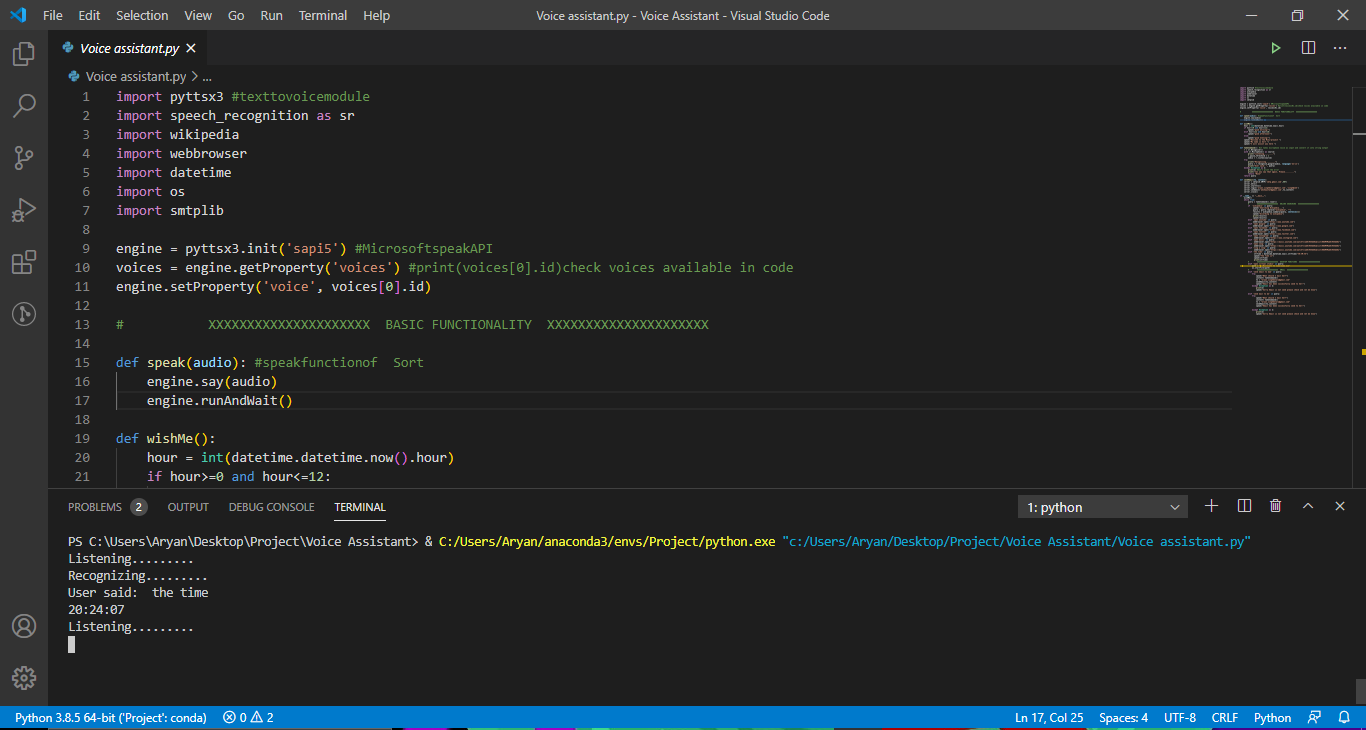 File Edit Selection View Go Run Terminal Help Voice assistant.py - Voice Assistant - Visual Studio Code
Voice assistant.py
Voice assistant.py > ...
1 import pyttsx3 #texttovoicemodule
2 import speech_recognition as sr
3 import wikipedia
4 import webbrowser
5 import datetime
6 import os
7 import smtplib
8
9 engine = pyttsx3.init('sapi5') #MicrosoftspeakAPI
10 voices = engine.getProperty('voices') #print(voices[0].id)check voices available in code
11 engine.setProperty('voice', voices[0].id)
12
13 # XXXXXXXXXXXXXXXXXXXXX BASIC FUNCTIONALITY XXXXXXXXXXXXXXXXXXXXX
14
15 def speak(audio): #speakfunctionof Sort
16 engine.say(audio)
17 engine.runAndWait()
18
19 def wishMe():
20 hour = int(datetime.datetime.now().hour)
21 if hour>=0 and hour<=12:
PROBLEMS 2 OUTPUT DEBUG CONSOLE TERMINAL 1: python
PS C:\Users\Aryan\Desktop\Project\Voice Assistant> & C:/Users/Aryan/anaconda3/envs/Project/python.exe "c:/Users/Aryan/Desktop/Project/Voice Assistant/Voice assistant.py"
Listening.........
Recognizing.........
User said:  the time
20:24:07
Listening.........
Python 3.8.5 64-bit ('Project': conda) 0 2 Ln 17, Col 25 Spaces: 4 UTF-8 CRLF Python